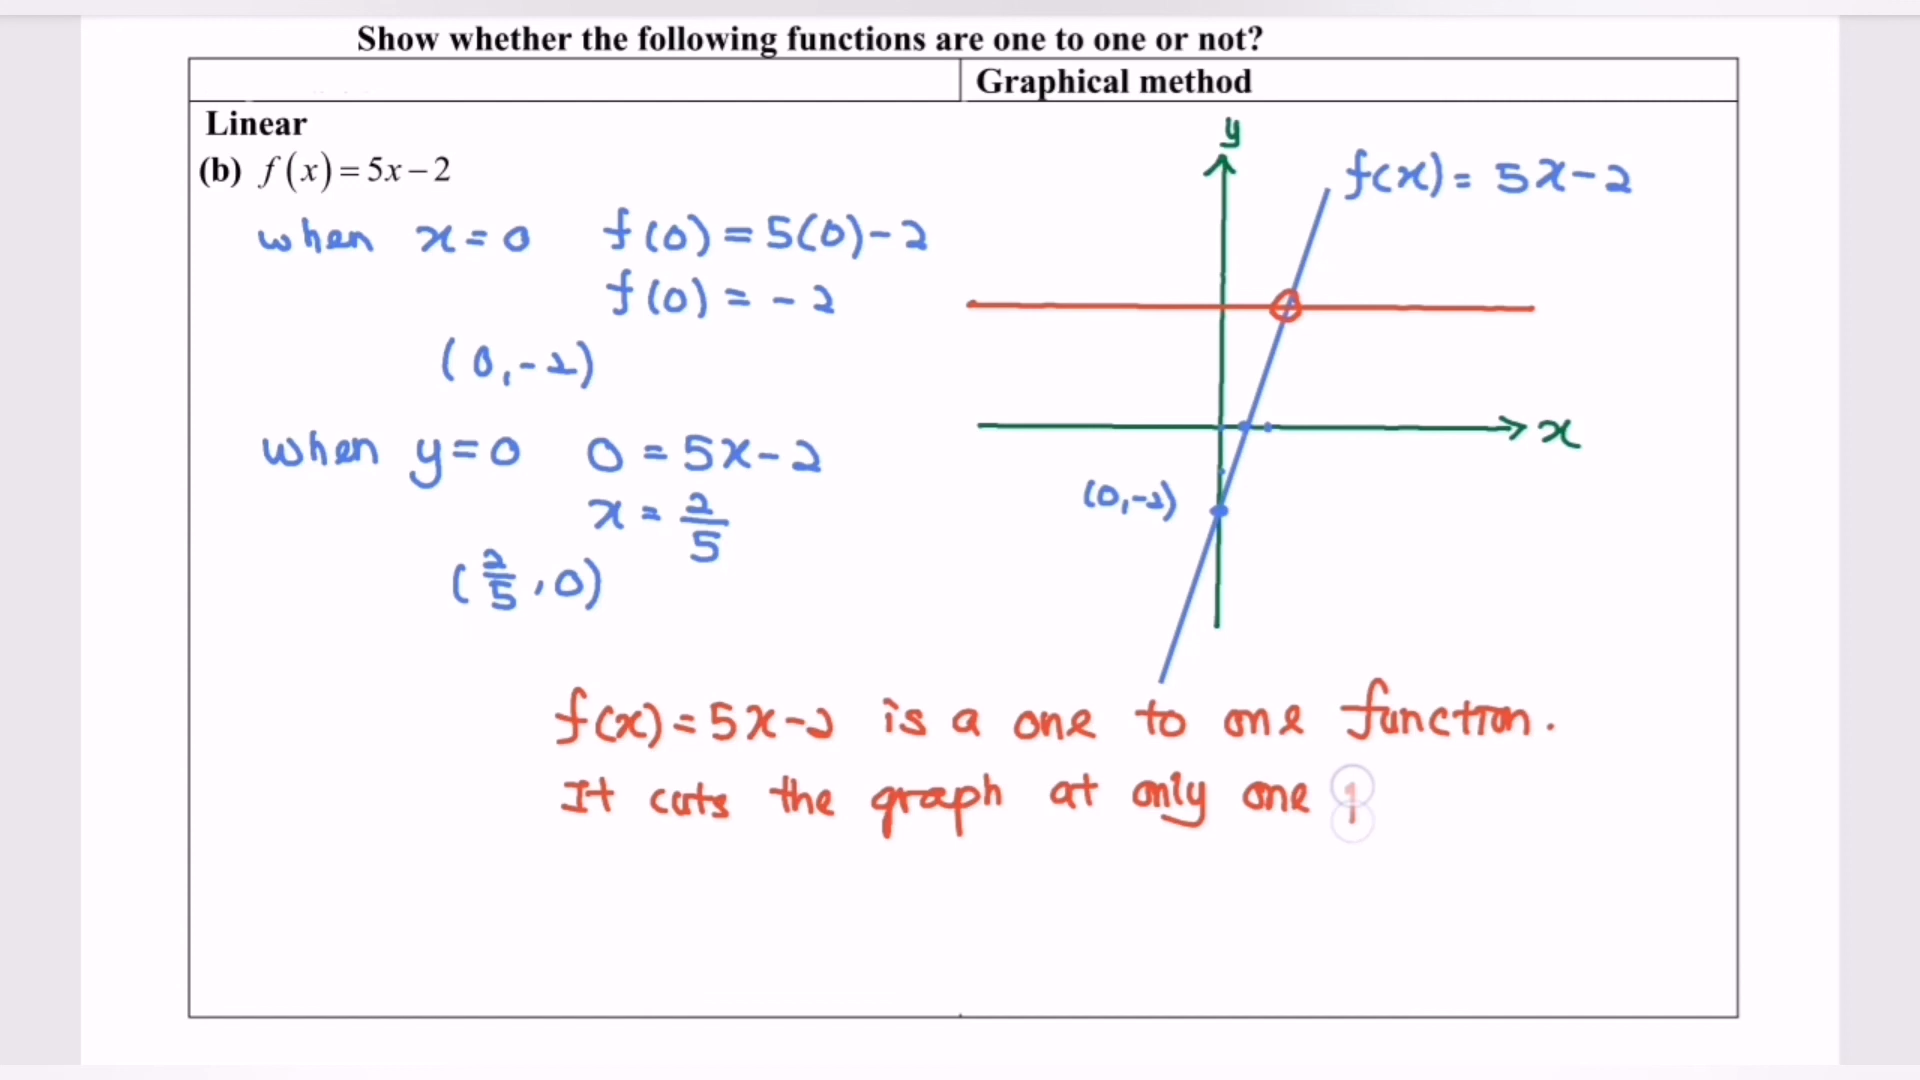 Show whether the following functions are one to one or not?
Graphical method
Linear
(b) f(x) = 5x − 2
when x = 0 f(0) = 5(0) − 2
f(0) = − 2
(0, −2)
when y = 0 0 = 5x − 2
x = 2/5
(2/5, 0)
y
f(x) = 5x − 2
x
(0, −2)
f(x) = 5x − 2 is a one to one function.
It cuts the graph at only one